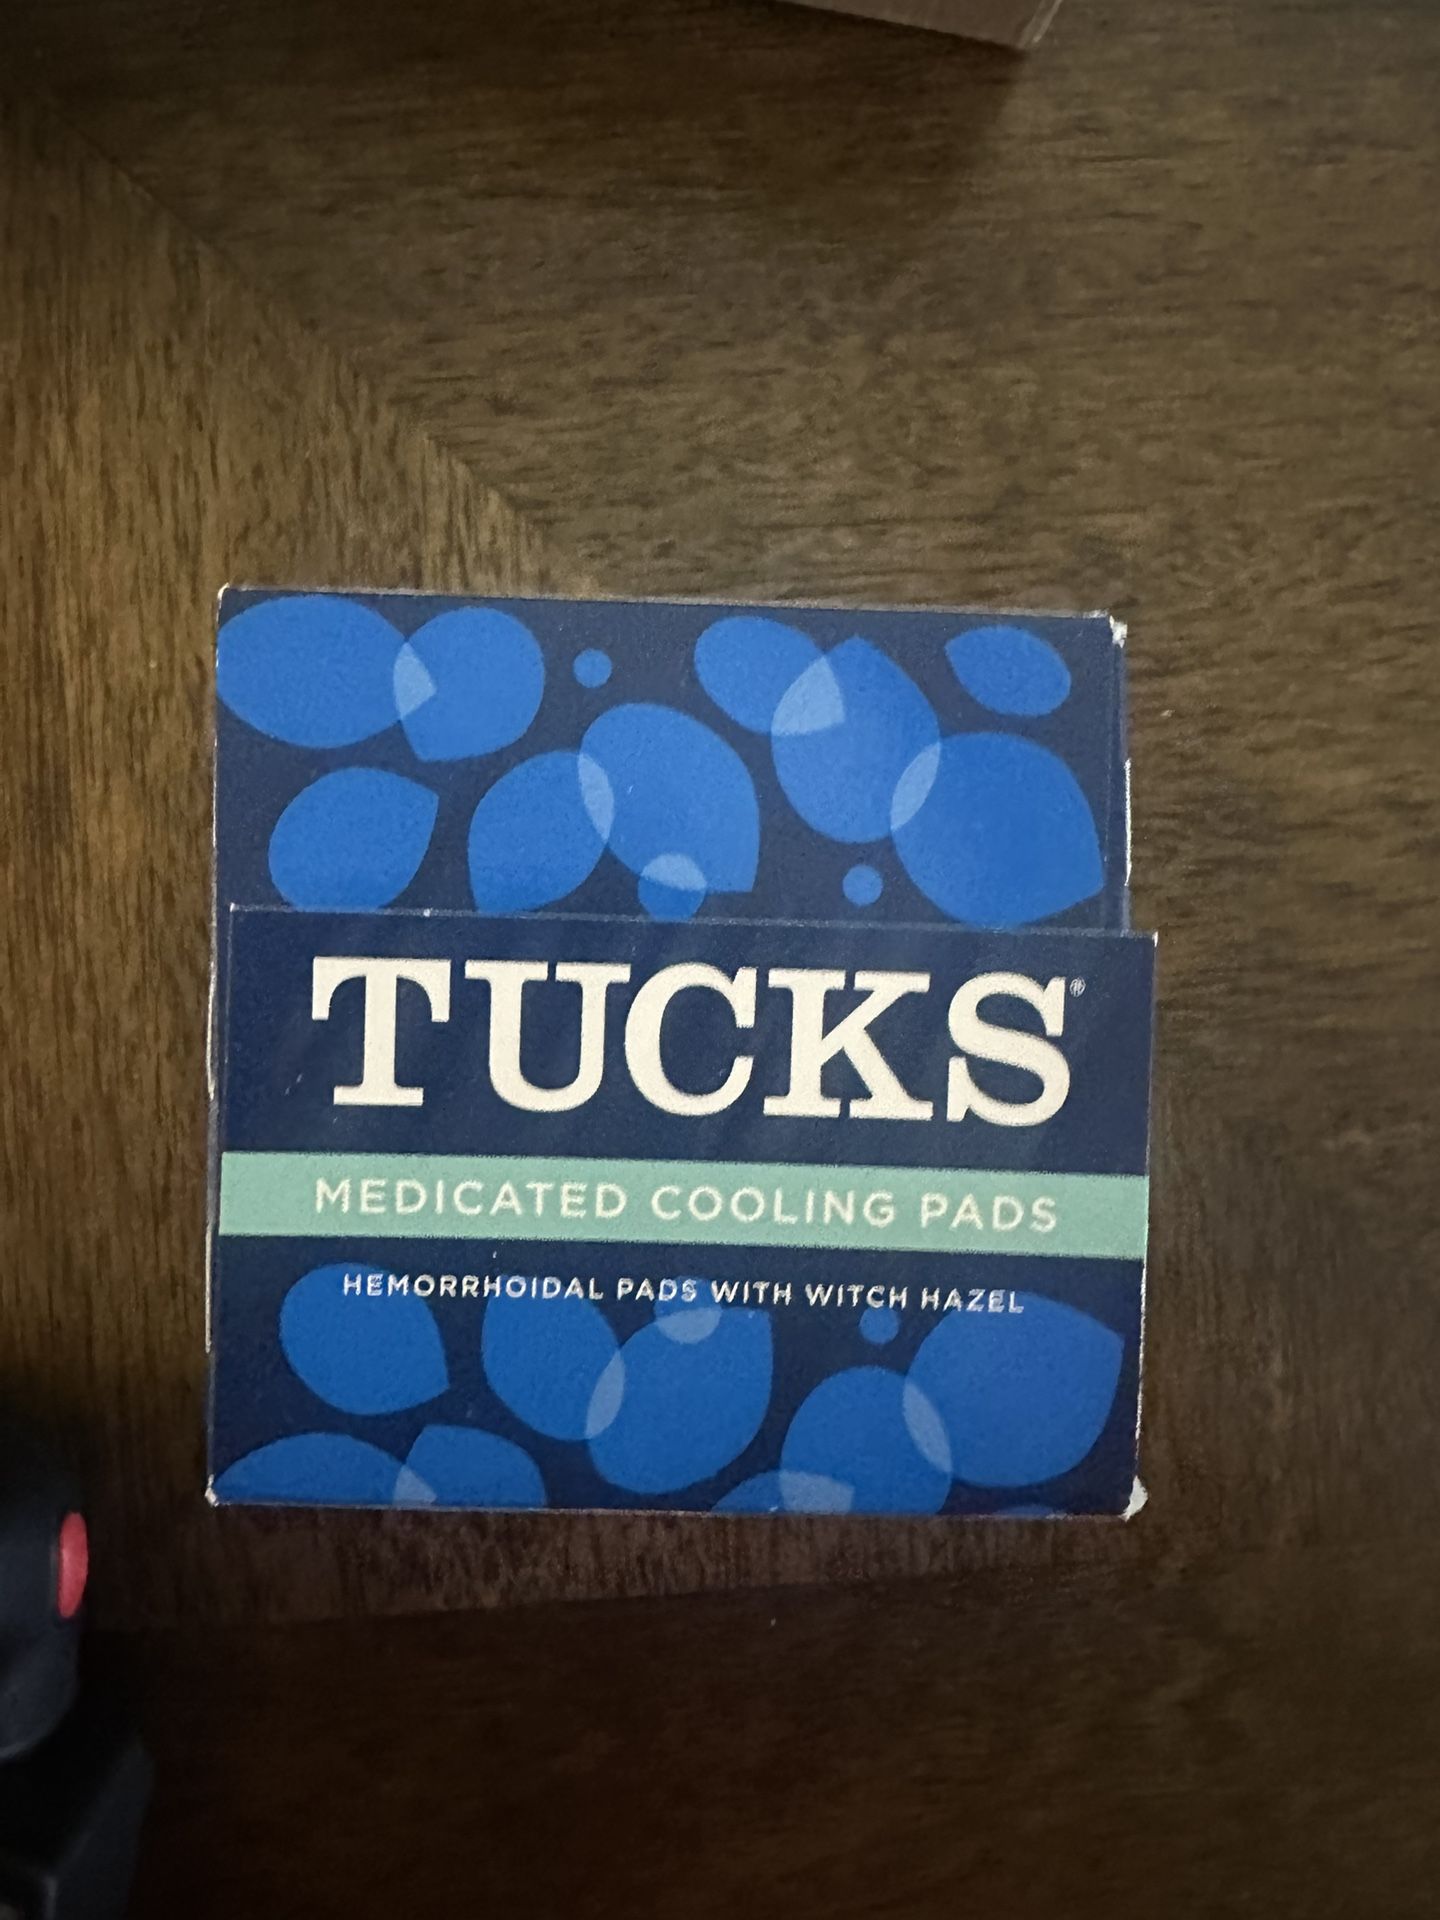 TUCKS®
MEDICATED COOLING PADS
HEMORRHOIDAL PADS WITH WITCH HAZEL